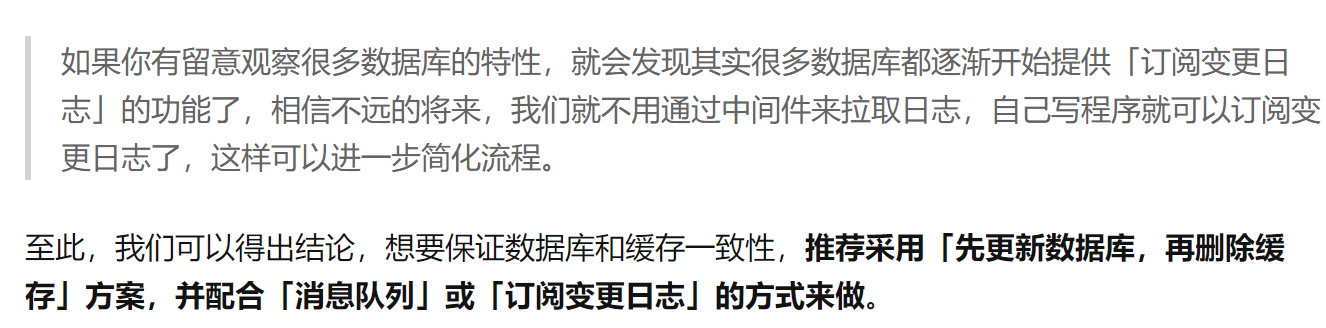 如果你有留意观察很多数据库的特性，就会发现其实很多数据库都逐渐开始提供「订阅变更日
志」的功能了，相信不远的将来，我们就不用通过中间件来拉取日志，自己写程序就可以订阅变
更日志了，这样可以进一步简化流程。
至此，我们可以得出结论，想要保证数据库和缓存一致性，推荐采用「先更新数据库，再删除缓
存」方案，并配合「消息队列」或「订阅变更日志」的方式来做。